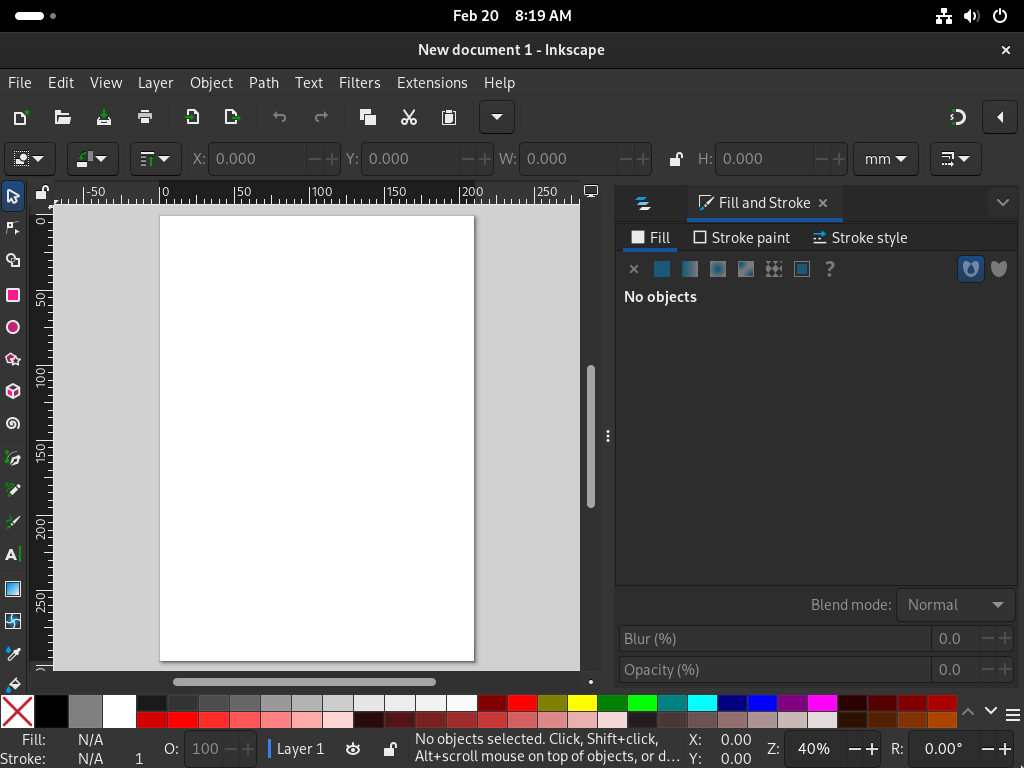 Feb 20 8:19 AM
New document 1 - Inkscape
File Edit View Layer Object Path Text Filters Extensions Help
X: 0.000 Y: 0.000 W: 0.000 H: 0.000 mm
-50 0 50 100 150 200 250
0 50 100 150 200 250
Fill and Stroke
Fill Stroke paint Stroke style
?
No objects
Blend mode: Normal
Blur (%) 0.0
Opacity (%) 0.0
A
Fill: N/A
Stroke: N/A 1
O: 100
Layer 1
No objects selected. Click, Shift+click,
Alt+scroll mouse on top of objects, or d...
X: 0.00
Y: 0.00
Z: 40%
R: 0.00°